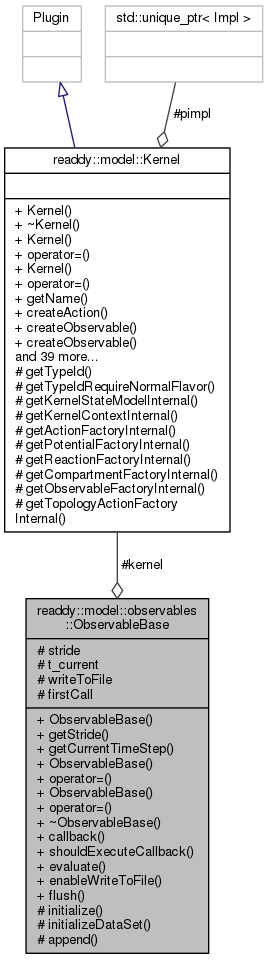 Plugin
std::unique_ptr< Impl >
#pimpl
readdy::model::Kernel
+ Kernel()
+ ~Kernel()
+ Kernel()
+ operator=()
+ Kernel()
+ operator=()
+ getName()
+ createAction()
+ createObservable()
+ createObservable()
and 39 more...
# getTypeId()
# getTypeIdRequireNormalFlavor()
# getKernelStateModelInternal()
# getKernelContextInternal()
# getActionFactoryInternal()
# getPotentialFactoryInternal()
# getReactionFactoryInternal()
# getCompartmentFactoryInternal()
# getObservableFactoryInternal()
# getTopologyActionFactory
Internal()
#kernel
readdy::model::observables
::ObservableBase
# stride
# t_current
# writeToFile
# firstCall
+ ObservableBase()
+ getStride()
+ getCurrentTimeStep()
+ ObservableBase()
+ operator=()
+ ObservableBase()
+ operator=()
+ ~ObservableBase()
+ callback()
+ shouldExecuteCallback()
+ evaluate()
+ enableWriteToFile()
+ flush()
# initialize()
# initializeDataSet()
# append()